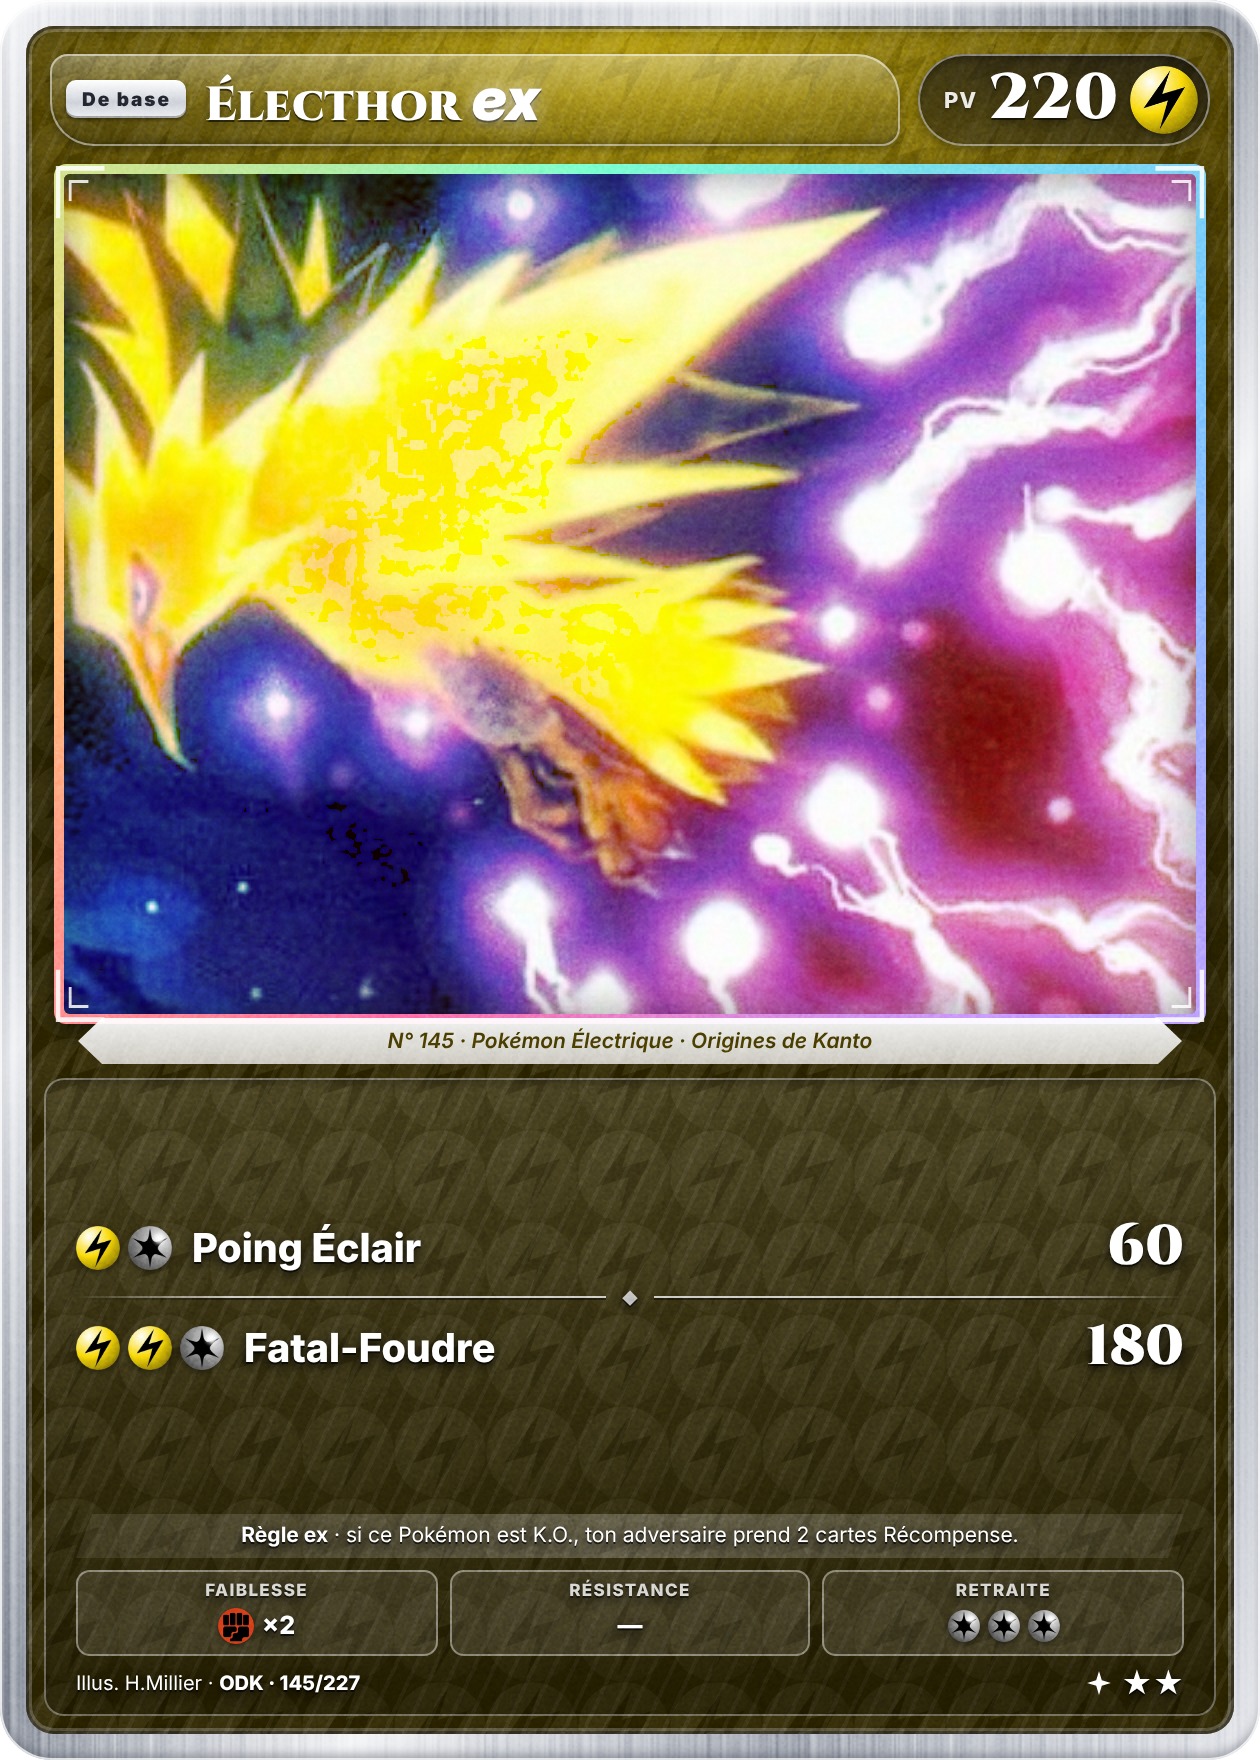 De base Électhor ex PV 220
N° 145 · Pokémon Électrique · Origines de Kanto
Poing Éclair 60
Fatal-Foudre 180
Règle ex · si ce Pokémon est K.O., ton adversaire prend 2 cartes Récompense.
FAIBLESSE RÉSISTANCE RETRAITE
×2 —
Illus. H.Millier · ODK · 145/227